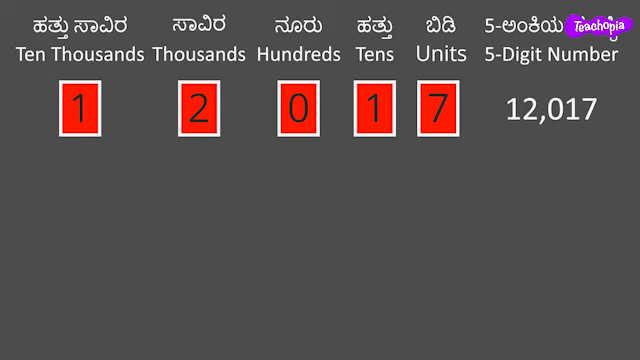 ಹತ್ತು ಸಾವಿರ ಸಾವಿರ ನೂರು ಹತ್ತು ಬಿಡಿ 5-ಅಂಕಿಯ
Teachopia
Ten Thousands Thousands Hundreds Tens Units 5-Digit Number
1 2 0 1 7 12,017